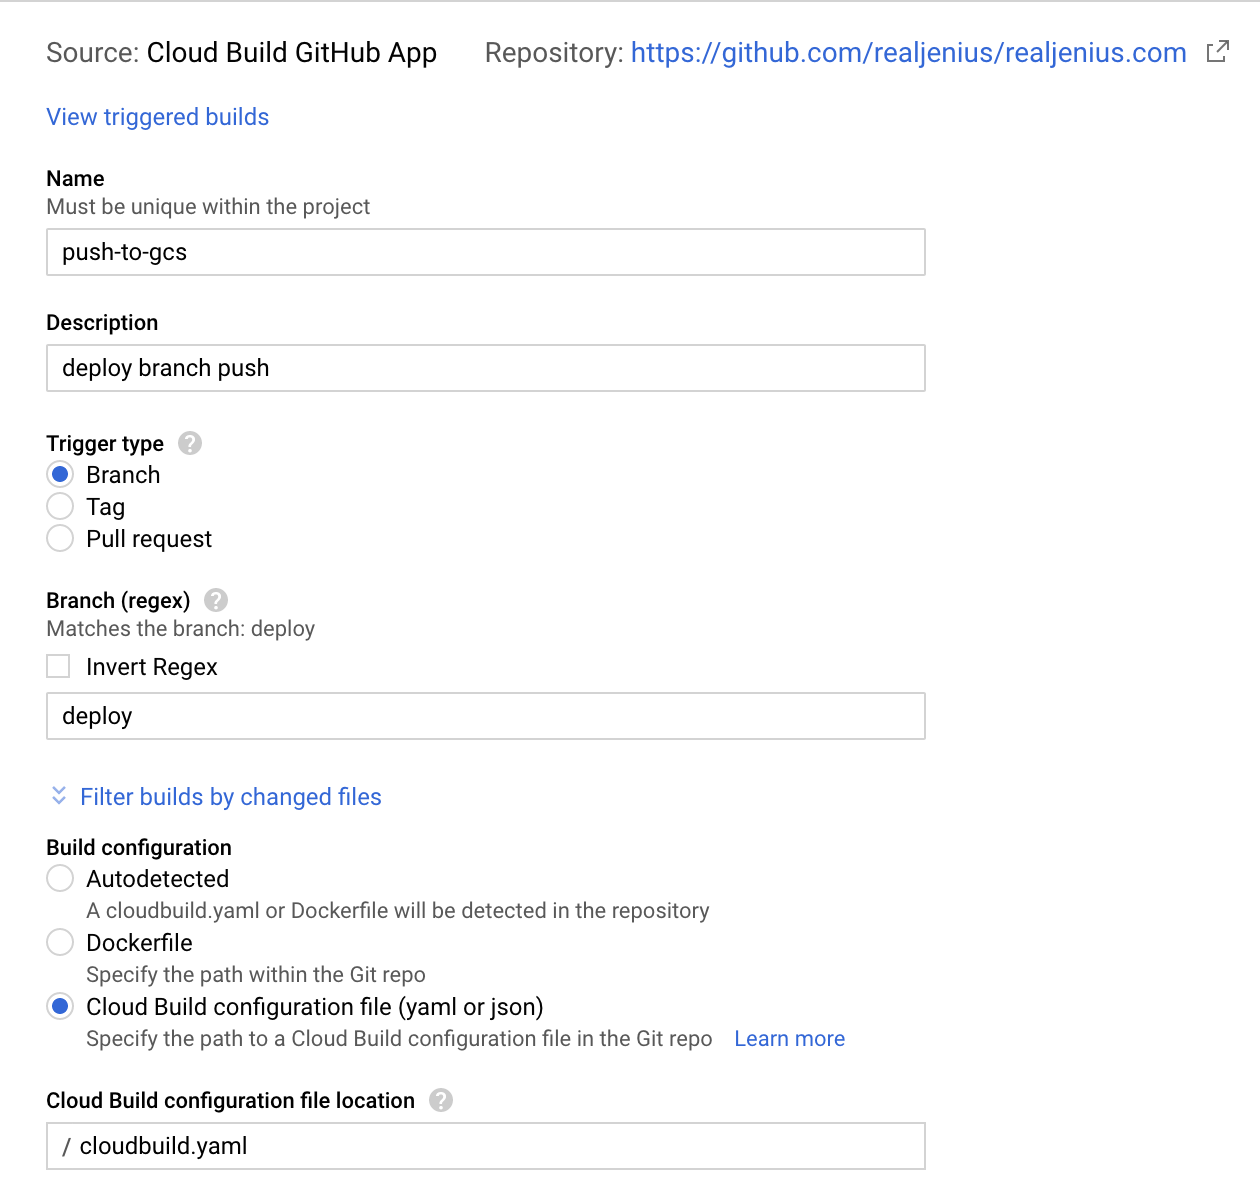 Source: Cloud Build GitHub App Repository: https://github.com/realjenius/realjenius.com
View triggered builds
Name
Must be unique within the project
push-to-gcs
Description
deploy branch push
Trigger type ?
Branch
Tag
Pull request
Branch (regex) ?
Matches the branch: deploy
Invert Regex
deploy
Filter builds by changed files
Build configuration
Autodetected
A cloudbuild.yaml or Dockerfile will be detected in the repository
Dockerfile
Specify the path within the Git repo
Cloud Build configuration file (yaml or json)
Specify the path to a Cloud Build configuration file in the Git repo Learn more
Cloud Build configuration file location ?
/ cloudbuild.yaml